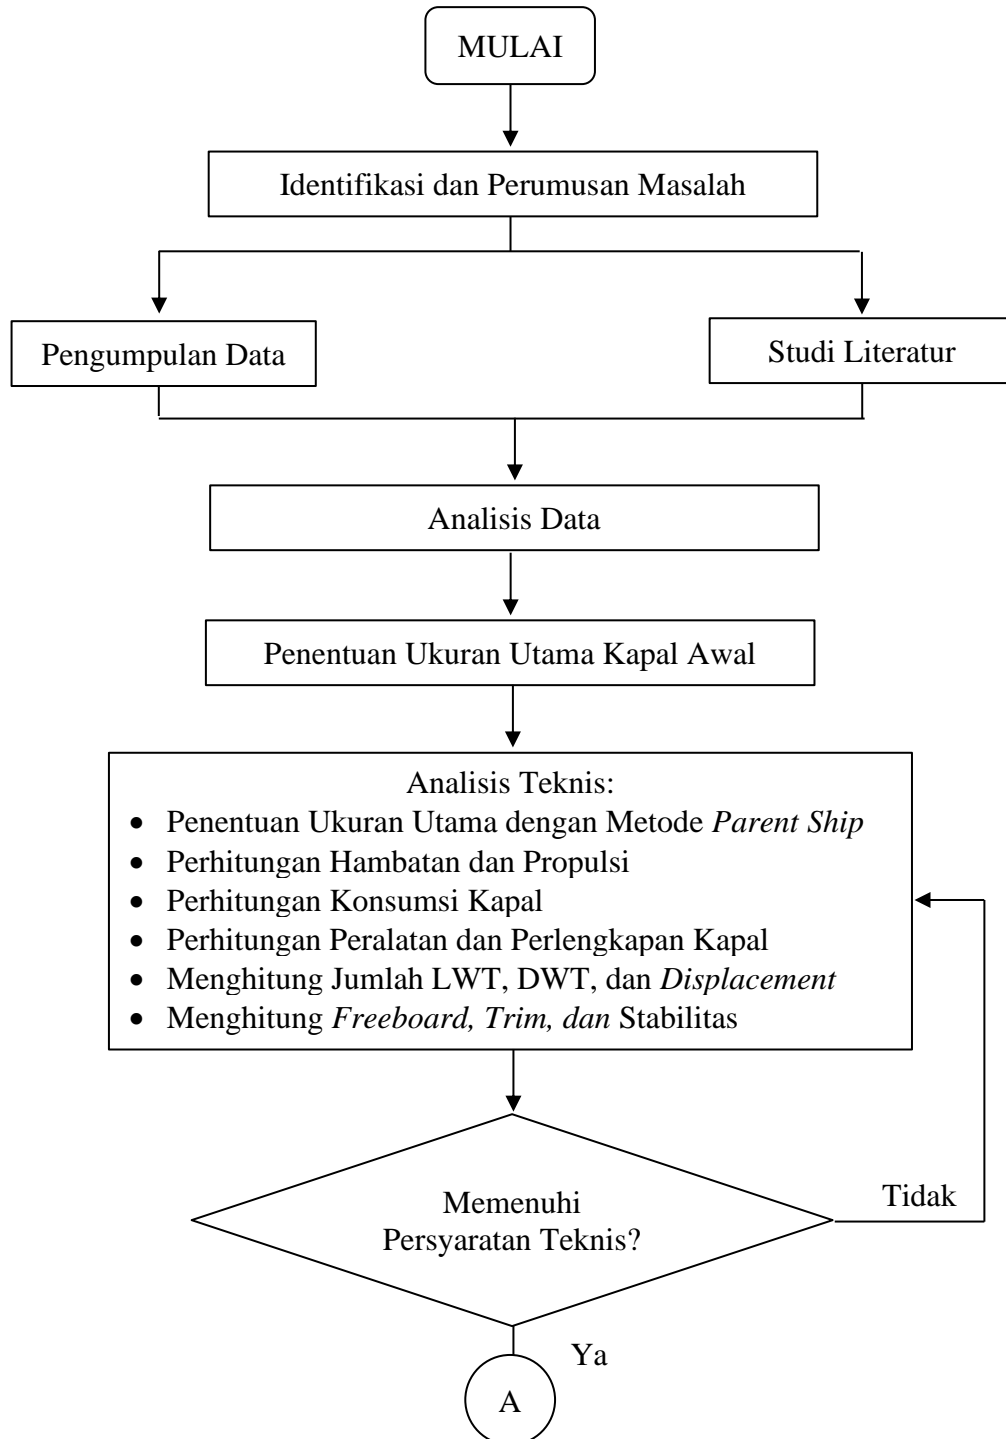 MULAI
Identifikasi dan Perumusan Masalah
Pengumpulan Data
Studi Literatur
Analisis Data
Penentuan Ukuran Utama Kapal Awal
Analisis Teknis:
• Penentuan Ukuran Utama dengan Metode Parent Ship
• Perhitungan Hambatan dan Propulsi
• Perhitungan Konsumsi Kapal
• Perhitungan Peralatan dan Perlengkapan Kapal
• Menghitung Jumlah LWT, DWT, dan Displacement
• Menghitung Freeboard, Trim, dan Stabilitas
Memenuhi
Persyaratan Teknis?
Tidak
Ya
A